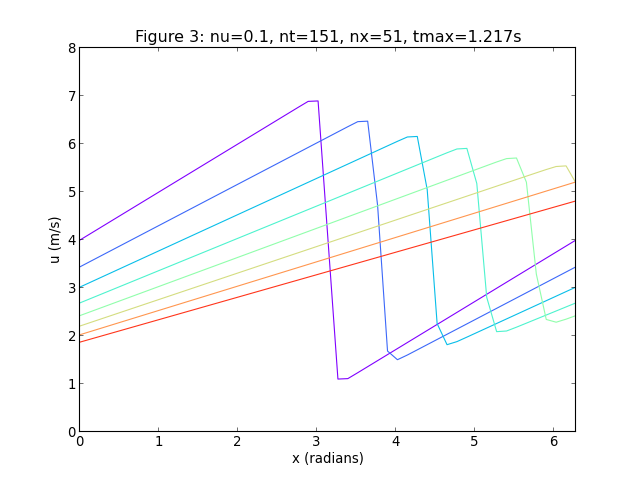 Figure 3: nu=0.1, nt=151, nx=51, tmax=1.217s
8
7
6
5
4
3
2
1
0
u (m/s)
0 1 2 3 4 5 6
x (radians)